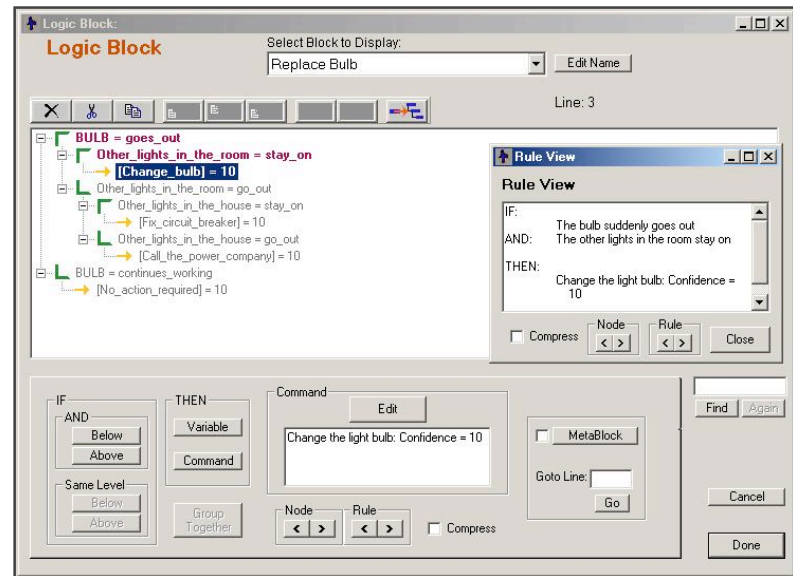 Logic Block:
Logic Block
Select Block to Display:
Replace Bulb
Edit Name
Line: 3
BULB = goes_out
Other_lights_in_the_room = stay_on
[Change_bulb] = 10
Other_lights_in_the_room = go_out
Other_lights_in_the_house = stay_on
[Fix_circuit_breaker] = 10
Other_lights_in_the_house = go_out
[Call_the_power_company] = 10
BULB = continues_working
[No_action_required] = 10
Rule View
Rule View
IF:
The bulb suddenly goes out
AND: The other lights in the room stay on
THEN:
Change the light bulb: Confidence =
10
Compress
Node
< >
Rule
< >
Close
IF
AND
Below
Above
Same Level
Below
Above
THEN
Variable
Command
Group
Together
Command
Edit
Change the light bulb: Confidence = 10
Node
< >
Rule
< >
Compress
MetaBlock
Goto Line:
Go
Find Again
Cancel
Done